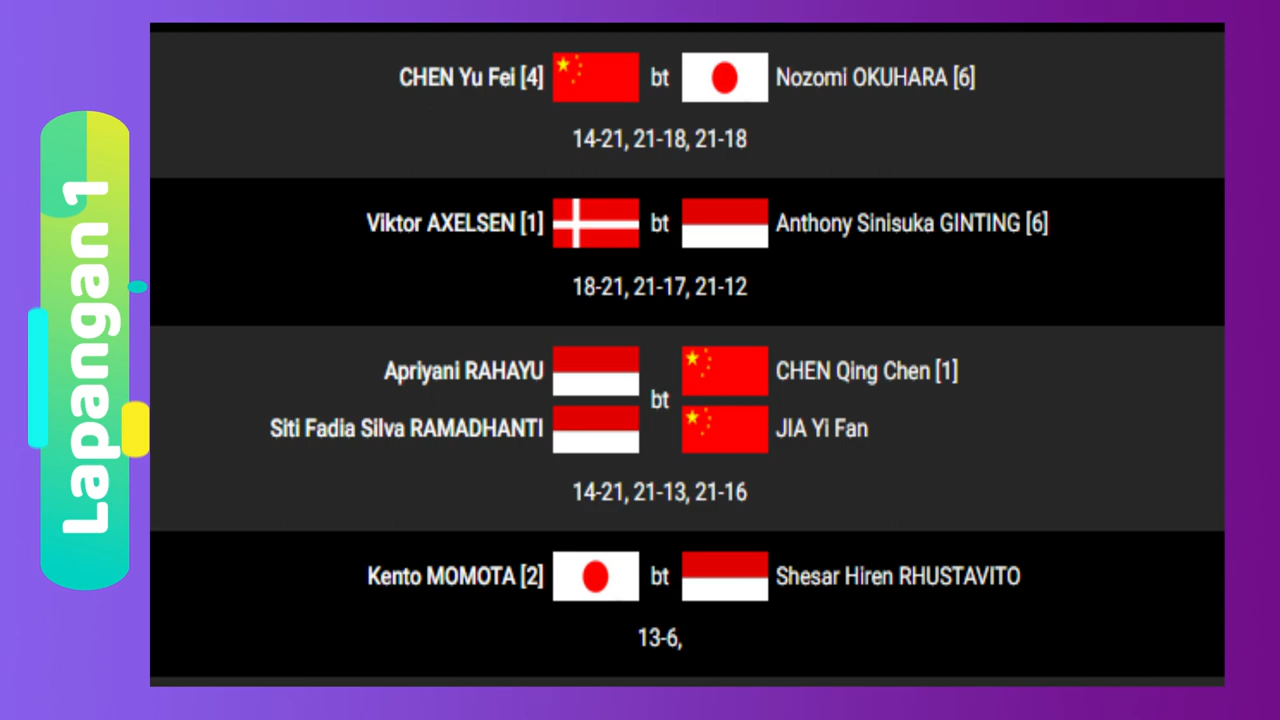 Lapangan 1
CHEN Yu Fei [4] bt Nozomi OKUHARA [6]
14-21, 21-18, 21-18
Viktor AXELSEN [1] bt Anthony Sinisuka GINTING [6]
18-21, 21-17, 21-12
Apriyani RAHAYU CHEN Qing Chen [1]
bt
Siti Fadia Silva RAMADHANTI JIA Yi Fan
14-21, 21-13, 21-16
Kento MOMOTA [2] bt Shesar Hiren RHUSTAVITO
13-6,